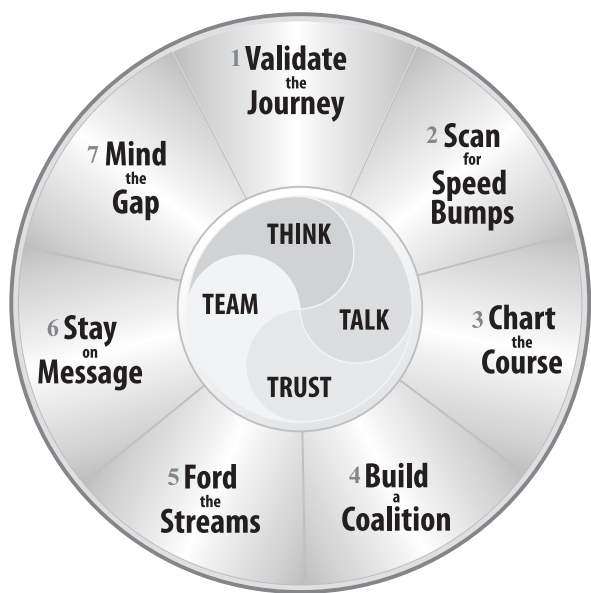 1 Validate
the
Journey
2 Scan
for
Speed
Bumps
3 Chart
the
Course
4 Build
a
Coalition
5 Ford
the
Streams
6 Stay
on
Message
7 Mind
the
Gap
THINK
TALK
TRUST
TEAM